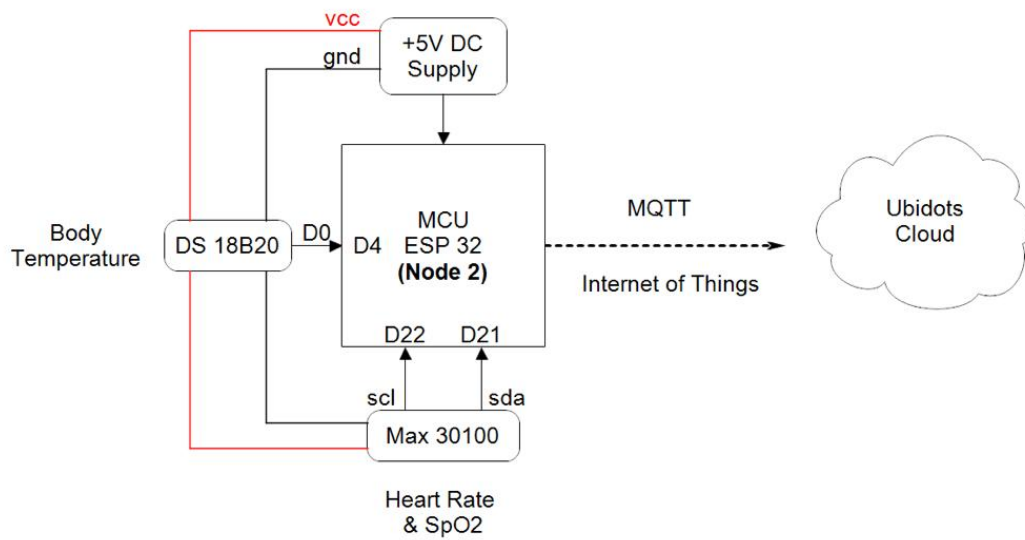 vcc
gnd
+5V DC
Supply
Body
Temperature
DS 18B20
D0
D4
MCU
ESP 32
(Node 2)
D22
D21
MQTT
Internet of Things
Ubidots
Cloud
scl
sda
Max 30100
Heart Rate
& SpO2